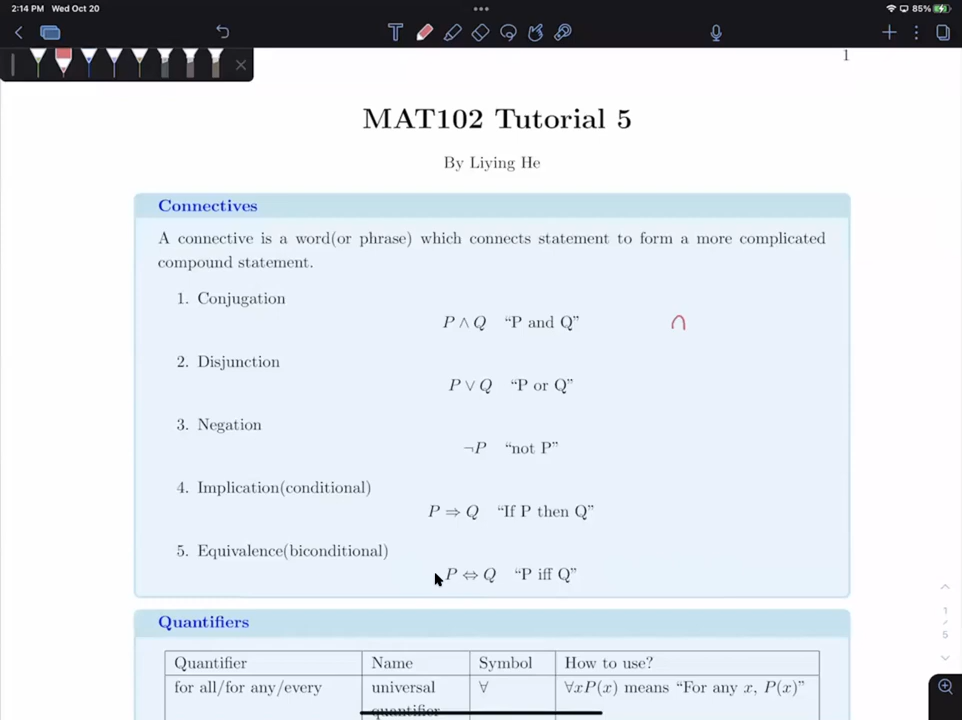 2:14 PM Wed Oct 20
85%
1
MAT102 Tutorial 5
By Liying He
Connectives
A connective is a word(or phrase) which connects statement to form a more complicated
compound statement.
1. Conjugation
P ∧ Q "P and Q" ∩
2. Disjunction
P ∨ Q "P or Q"
3. Negation
¬P "not P"
4. Implication(conditional)
P ⇒ Q "If P then Q"
5. Equivalence(biconditional)
P ⇔ Q "P iff Q"
Quantifiers
Quantifier Name Symbol How to use?
for all/for any/every universal ∀ ∀xP(x) means "For any x, P(x)"
quantifier
1
/
5